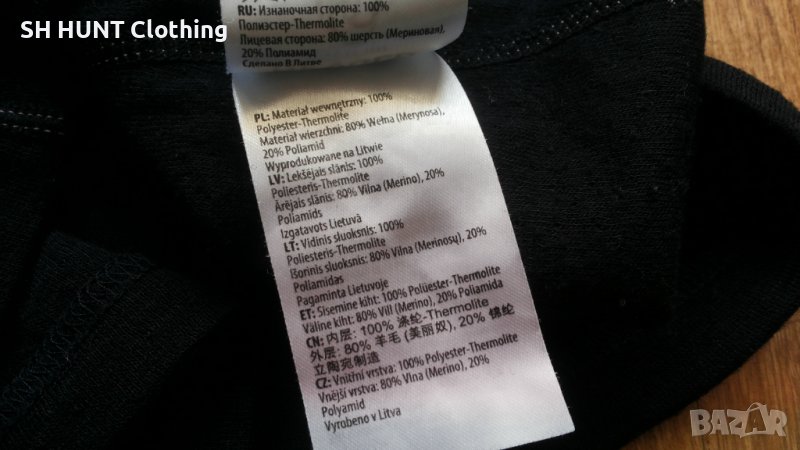 SH HUNT Clothing
RU: Изнаночная сторона: 100%
Полиэстер-Thermolite
Лицевая сторона: 80% шерсть (Мериновая),
20% Полиамид
Сделано В Литве
PL: Materiał wewnętrzny: 100%
Polyester-Thermolite
Materiał wierzchni: 80% Wełna (Merynosa),
20% Poliamid
Wyprodukowane na Litwie
LV: Lekšējais slānis: 100%
Poliesteris-Thermolite
Ārējais slānis: 80% Vilna (Merino), 20%
Poliamids
Izgatavots Lietuvā
LT: Vidinis sluoksnis: 100%
Poliesteris-Thermolite
Išorinis sluoksnis: 80% Vilna (Merinosų), 20%
Poliamidas
Pagaminta Lietuvoje
ET: Sisemine kiht: 100% Polüester-Thermolite
Väline kiht: 80% Vill (Merino), 20% Poliamida
CN: 内层: 100% 涤纶-Thermolite
外层: 80% 羊毛 (美丽奴), 20% 锦纶
立陶宛制造
CZ: Vnitřní vrstva: 100% Polyester-Thermolite
Vnější vrstva: 80% Vlna (Merino), 20%
Polyamid
Vyrobeno v Litva
BAZAR